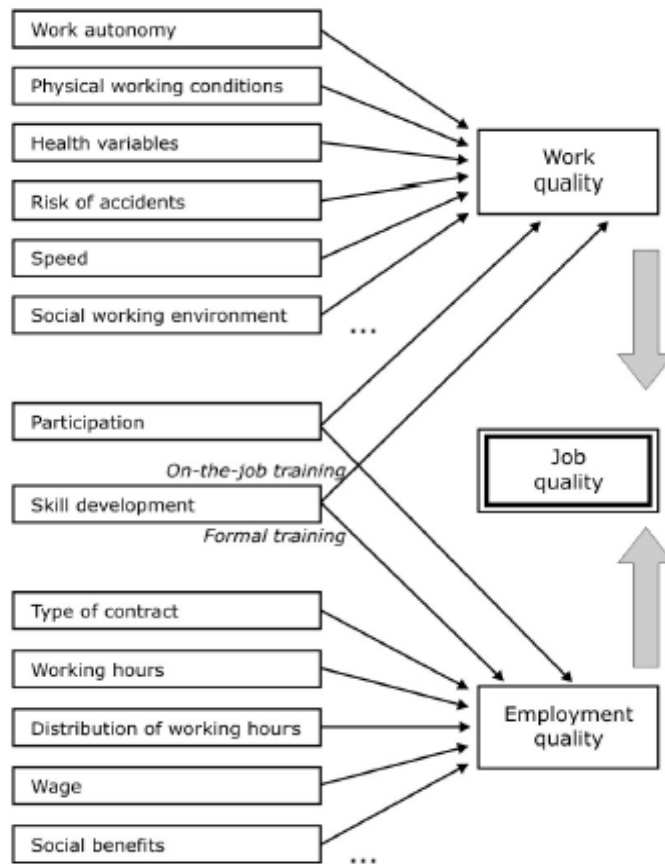 Work autonomy
Physical working conditions
Health variables
Risk of accidents
Speed
Social working environment
...
Work
quality
Participation
On-the-job training
Skill development
Formal training
Job
quality
Type of contract
Working hours
Distribution of working hours
Wage
Social benefits
...
Employment
quality